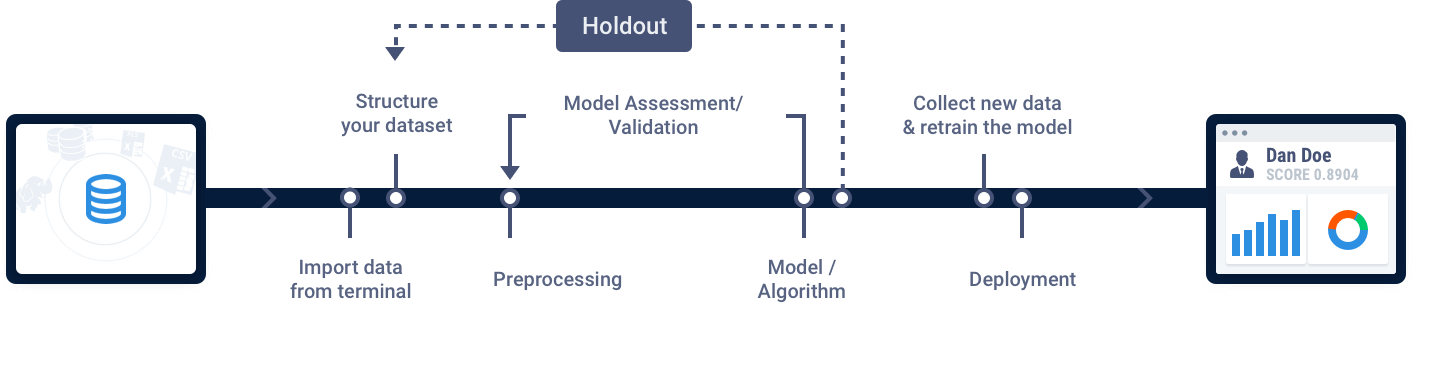 Holdout
Structure
your dataset
Model Assessment/
Validation
Collect new data
& retrain the model
CSV
X
X
Dan Doe
SCORE 0.8904
Import data
from terminal
Preprocessing
Model /
Algorithm
Deployment